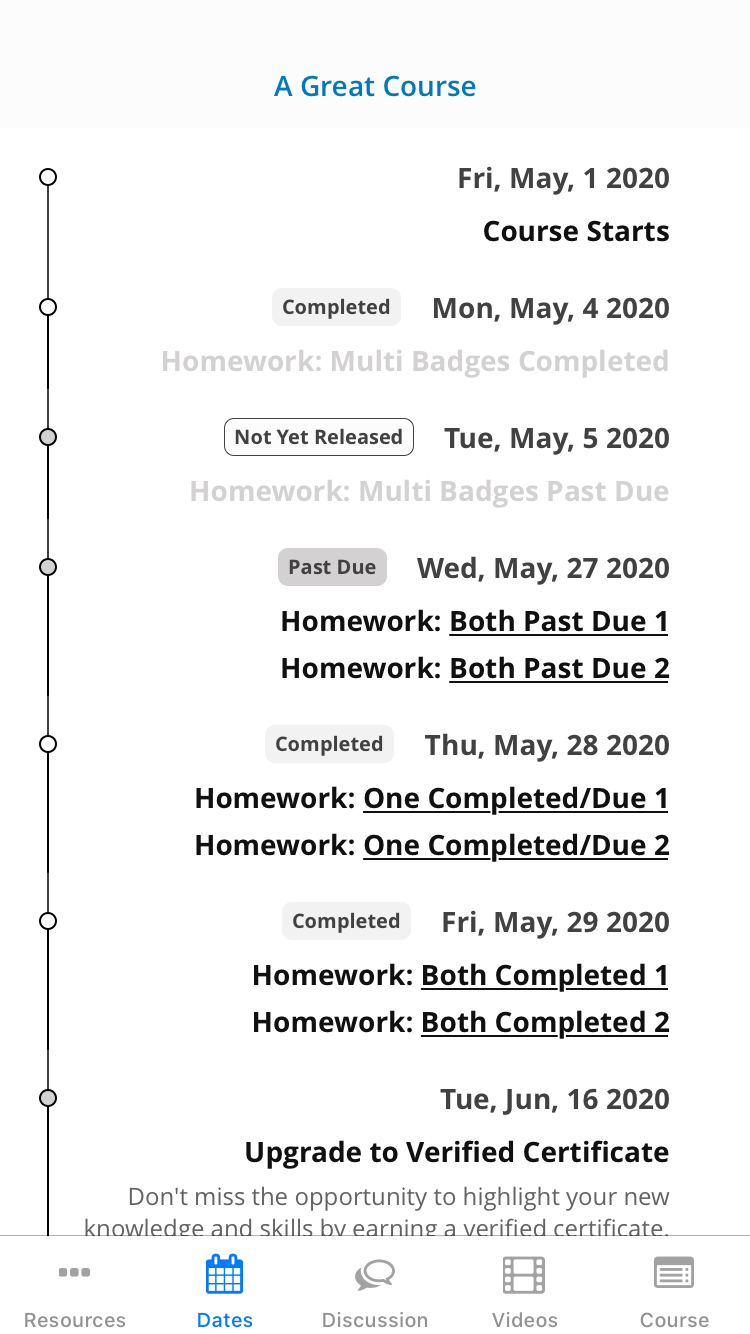 A Great Course
Fri, May, 1 2020
Course Starts
Completed Mon, May, 4 2020
Homework: Multi Badges Completed
Not Yet Released Tue, May, 5 2020
Homework: Multi Badges Past Due
Past Due Wed, May, 27 2020
Homework: Both Past Due 1
Homework: Both Past Due 2
Completed Thu, May, 28 2020
Homework: One Completed/Due 1
Homework: One Completed/Due 2
Completed Fri, May, 29 2020
Homework: Both Completed 1
Homework: Both Completed 2
Tue, Jun, 16 2020
Upgrade to Verified Certificate
Don't miss the opportunity to highlight your new
knowledge and skills by earning a verified certificate.
Resources Dates Discussion Videos Course